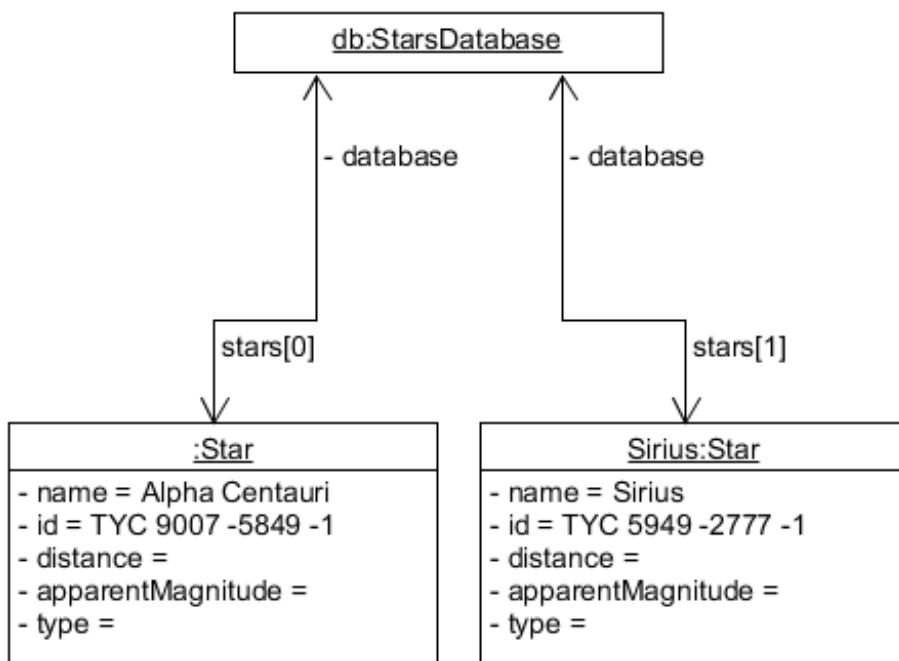 db:StarsDatabase
- database
- database
stars[0]
stars[1]
:Star
- name = Alpha Centauri
- id = TYC 9007 -5849 -1
- distance =
- apparentMagnitude =
- type =
Sirius:Star
- name = Sirius
- id = TYC 5949 -2777 -1
- distance =
- apparentMagnitude =
- type =